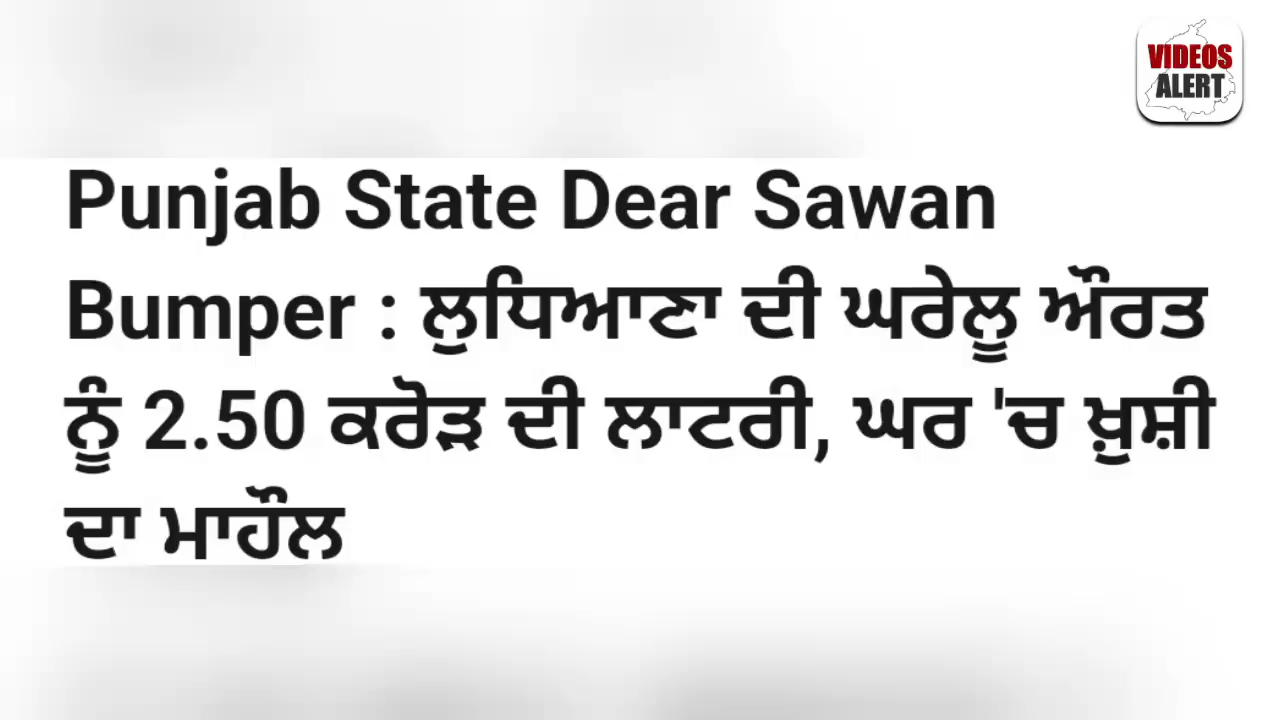 VIDEOS
ALERT
Punjab State Dear Sawan
Bumper : ਲੁਧਿਆਣਾ ਦੀ ਘਰੇਲੂ ਔਰਤ
ਨੂੰ 2.50 ਕਰੋੜ ਦੀ ਲਾਟਰੀ, ਘਰ 'ਚ ਖ਼ੁਸ਼ੀ
ਦਾ ਮਾਹੌਲ